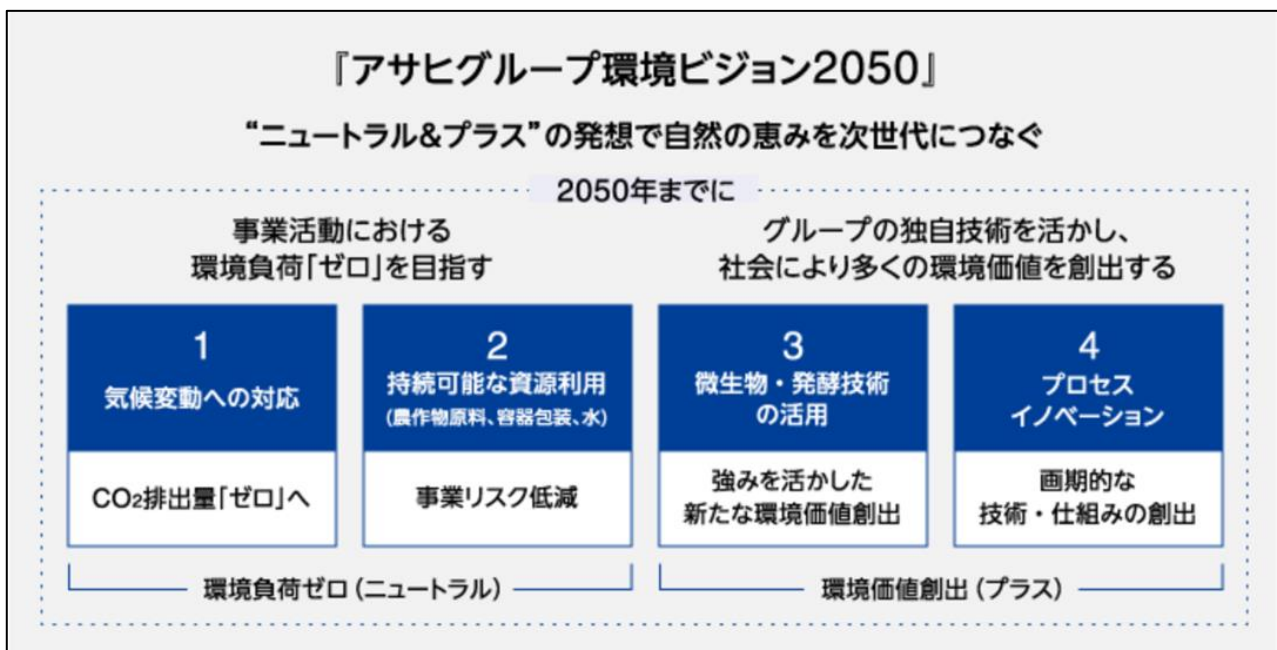 『アサヒグループ環境ビジョン2050』
“ニュートラル&プラス”の発想で自然の恵みを次世代につなぐ
2050年までに
事業活動における
環境負荷「ゼロ」を目指す
グループの独自技術を活かし、
社会により多くの環境価値を創出する
1
気候変動への対応
CO2排出量「ゼロ」へ
2
持続可能な資源利用
(農作物原料、容器包装、水)
事業リスク低減
3
微生物・発酵技術
の活用
強みを活かした
新たな環境価値創出
4
プロセス
イノベーション
画期的な
技術・仕組みの創出
環境負荷ゼロ(ニュートラル)
環境価値創出(プラス)